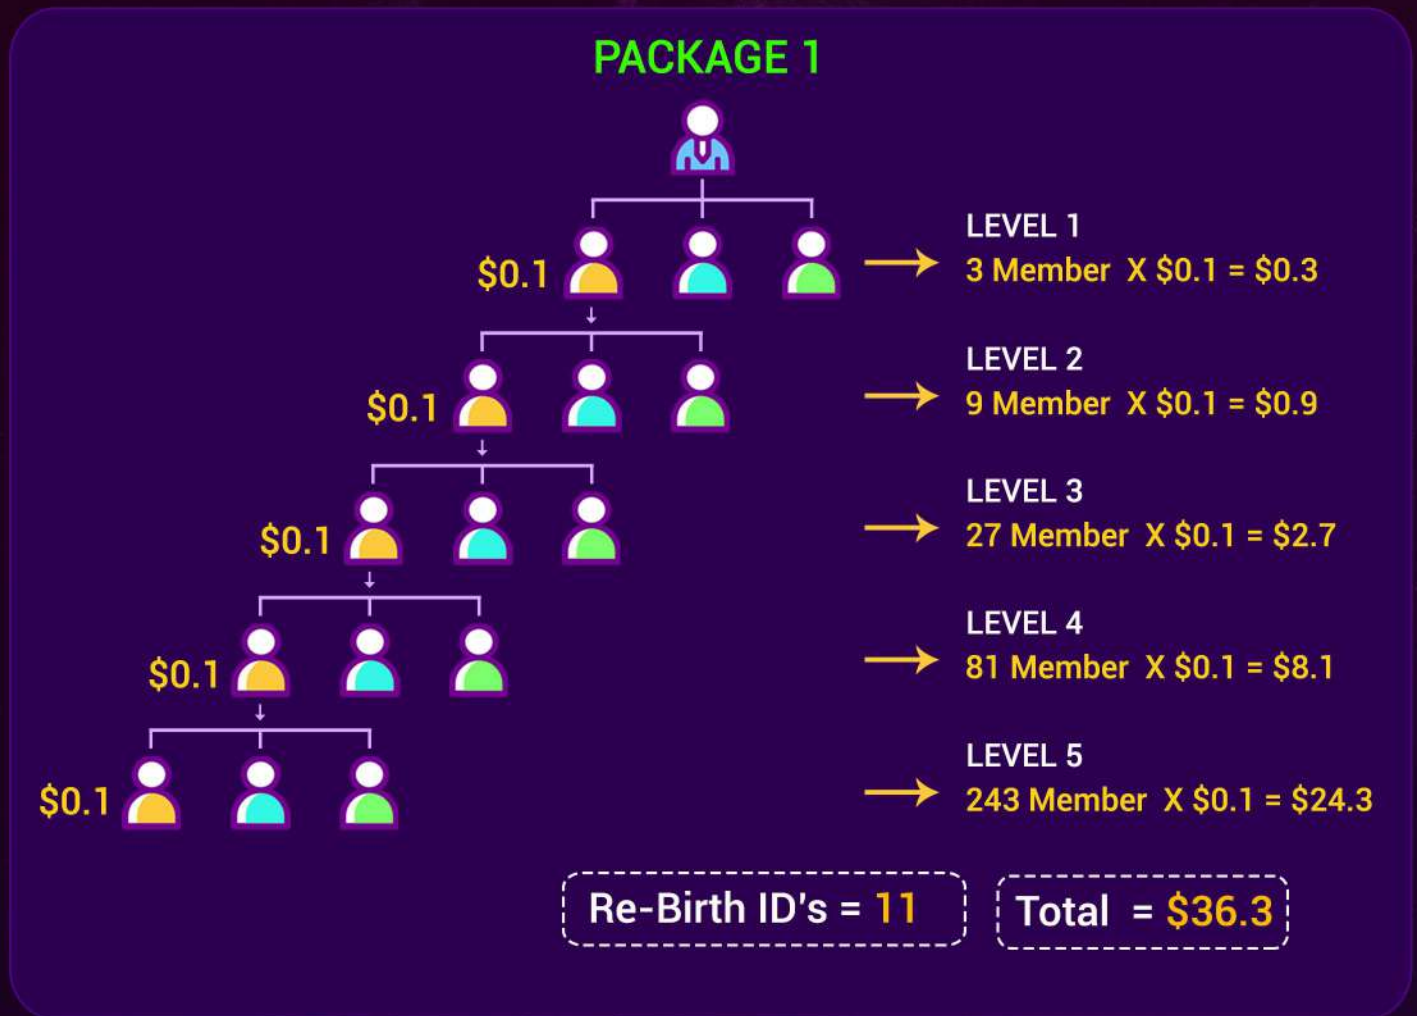 PACKAGE 1
LEVEL 1
$0.1
3 Member X $0.1 = $0.3
LEVEL 2
$0.1
9 Member X $0.1 = $0.9
LEVEL 3
$0.1
27 Member X $0.1 = $2.7
LEVEL 4
$0.1
81 Member X $0.1 = $8.1
LEVEL 5
$0.1
243 Member X $0.1 = $24.3
Re-Birth ID's = 11
Total = $36.3